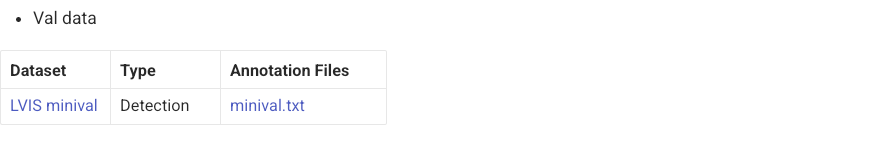 • Val data
Dataset Type Annotation Files
LVIS minival Detection minival.txt